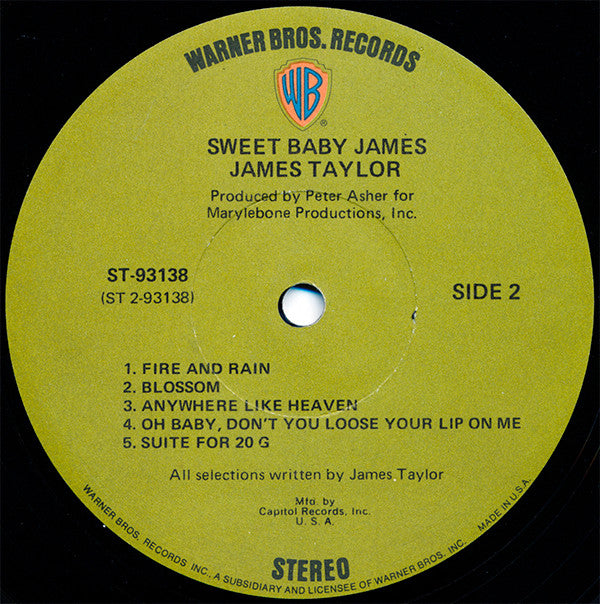 WARNER BROS. RECORDS
WB
®
SWEET BABY JAMES
JAMES TAYLOR
Produced by Peter Asher for
Marylebone Productions, Inc.
ST-93138
(ST 2-93138)
SIDE 2
1. FIRE AND RAIN
2. BLOSSOM
3. ANYWHERE LIKE HEAVEN
4. OH BABY, DON'T YOU LOOSE YOUR LIP ON ME
5. SUITE FOR 20 G
All selections written by James Taylor
Mfd. by
Capitol Records, Inc.
U. S. A.
STEREO
WARNER BROS. RECORDS INC., A SUBSIDIARY AND LICENSEE OF WARNER BROS. INC. MADE IN U.S.A.